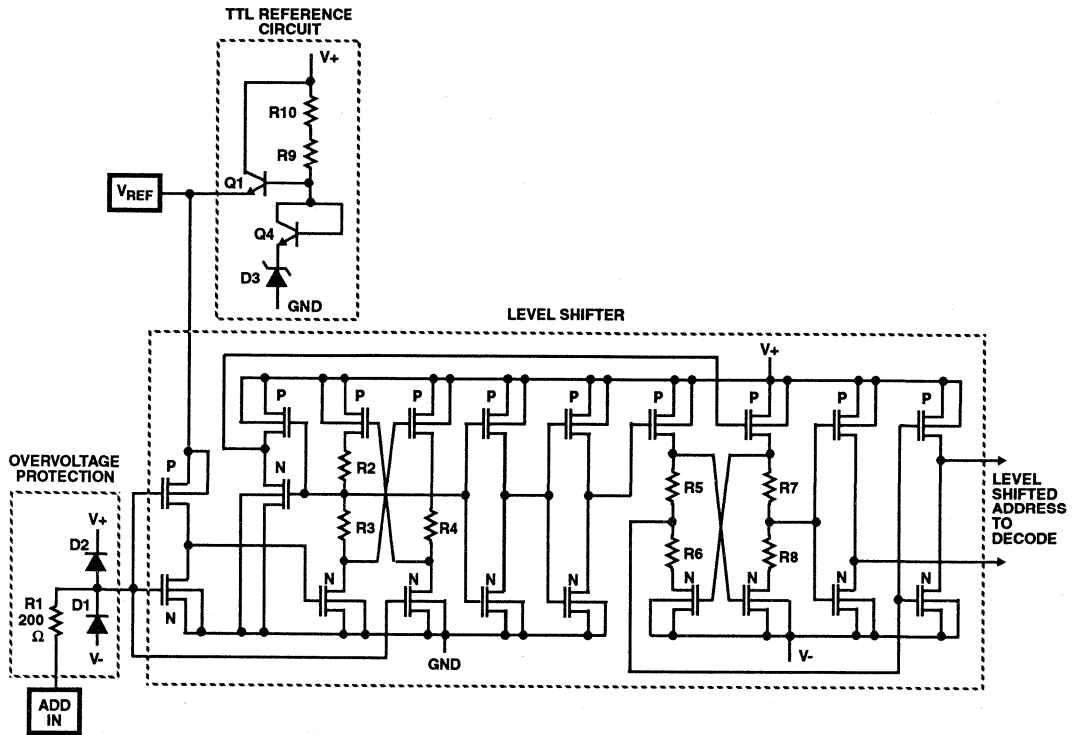 TTL REFERENCE
CIRCUIT
V+
R10
R9
Q1
VREF
Q4
D3
GND
LEVEL SHIFTER
V+
P P P P P P P P P
OVERVOLTAGE
PROTECTION
P
N
R2
R5
R7
LEVEL
SHIFTED
ADDRESS
TO
DECODE
V+
D2
R3
R4
R6
R8
R1
200
Ω
D1
N
N N N N N N N N
V-
GND
V-
ADD
IN